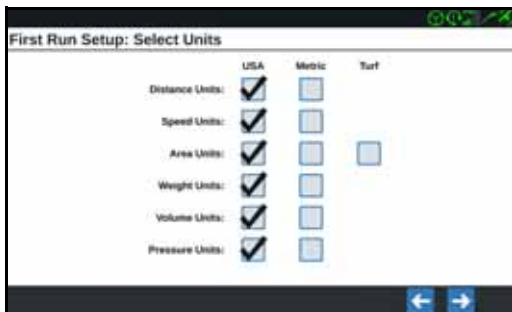 First Run Setup: Select Units
USA Metric Turf
Distance Units:
Speed Units:
Area Units:
Weight Units:
Volume Units:
Pressure Units: